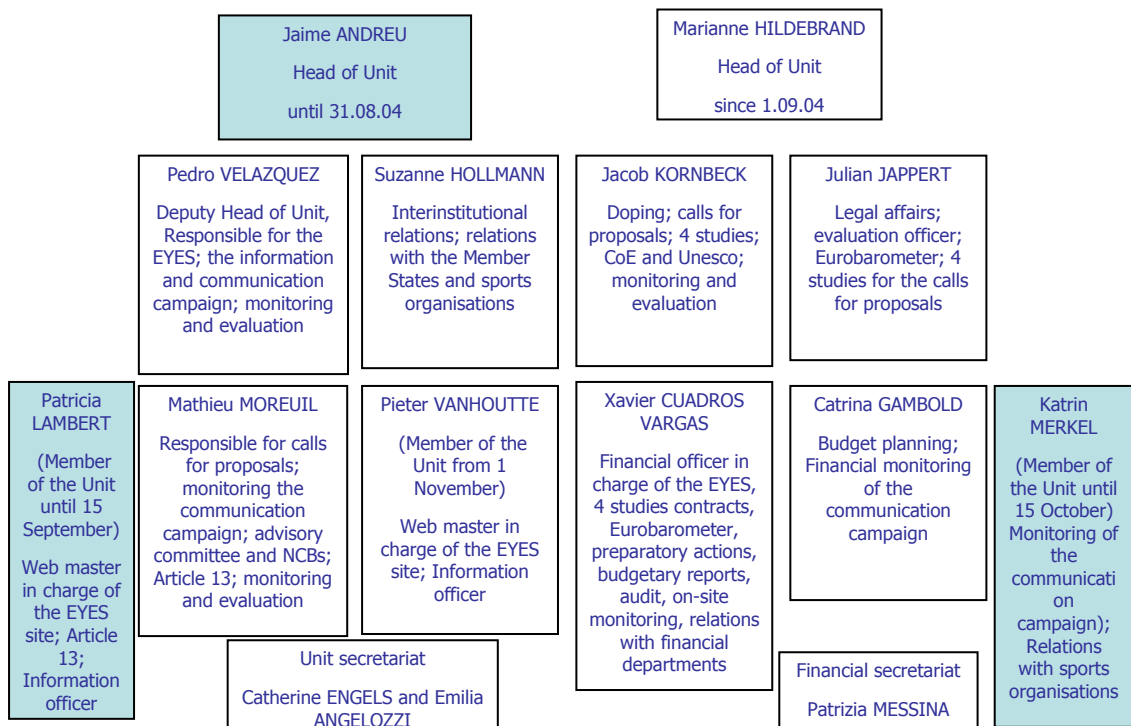 Jaime ANDREU
Head of Unit
until 31.08.04
Marianne HILDEBRAND
Head of Unit
since 1.09.04
Pedro VELAZQUEZ
Deputy Head of Unit,
Responsible for the
EYES; the information
and communication
campaign; monitoring
and evaluation
Suzanne HOLLMANN
Interinstitutional
relations; relations
with the Member
States and sports
organisations
Jacob KORNBECK
Doping; calls for
proposals; 4 studies;
CoE and Unesco;
monitoring and
evaluation
Julian JAPPERT
Legal affairs;
evaluation officer;
Eurobarometer; 4
studies for the calls
for proposals
Patricia
LAMBERT
(Member
of the Unit
until 15
September)
Web master
in charge of
the EYES
site; Article
13;
Information
officer
Mathieu MOREUIL
Responsible for calls
for proposals;
monitoring the
communication
campaign; advisory
committee and NCBs;
Article 13; monitoring
and evaluation
Pieter VANHOUTTE
(Member of the
Unit from 1
November)
Web master in
charge of the EYES
site; Information
officer
Xavier CUADROS
VARGAS
Financial officer in
charge of the EYES,
4 studies contracts,
Eurobarometer,
preparatory actions,
budgetary reports,
audit, on-site
monitoring, relations
with financial
departments
Catrina GAMBOLD
Budget planning;
Financial monitoring
of the
communication
campaign
Katrin
MERKEL
(Member of
the Unit until
15 October)
Monitoring of
the
communicati
on
campaign);
Relations
with sports
organisations
Unit secretariat
Catherine ENGELS and Emilia
ANGELOZZI
Financial secretariat
Patrizia MESSINA